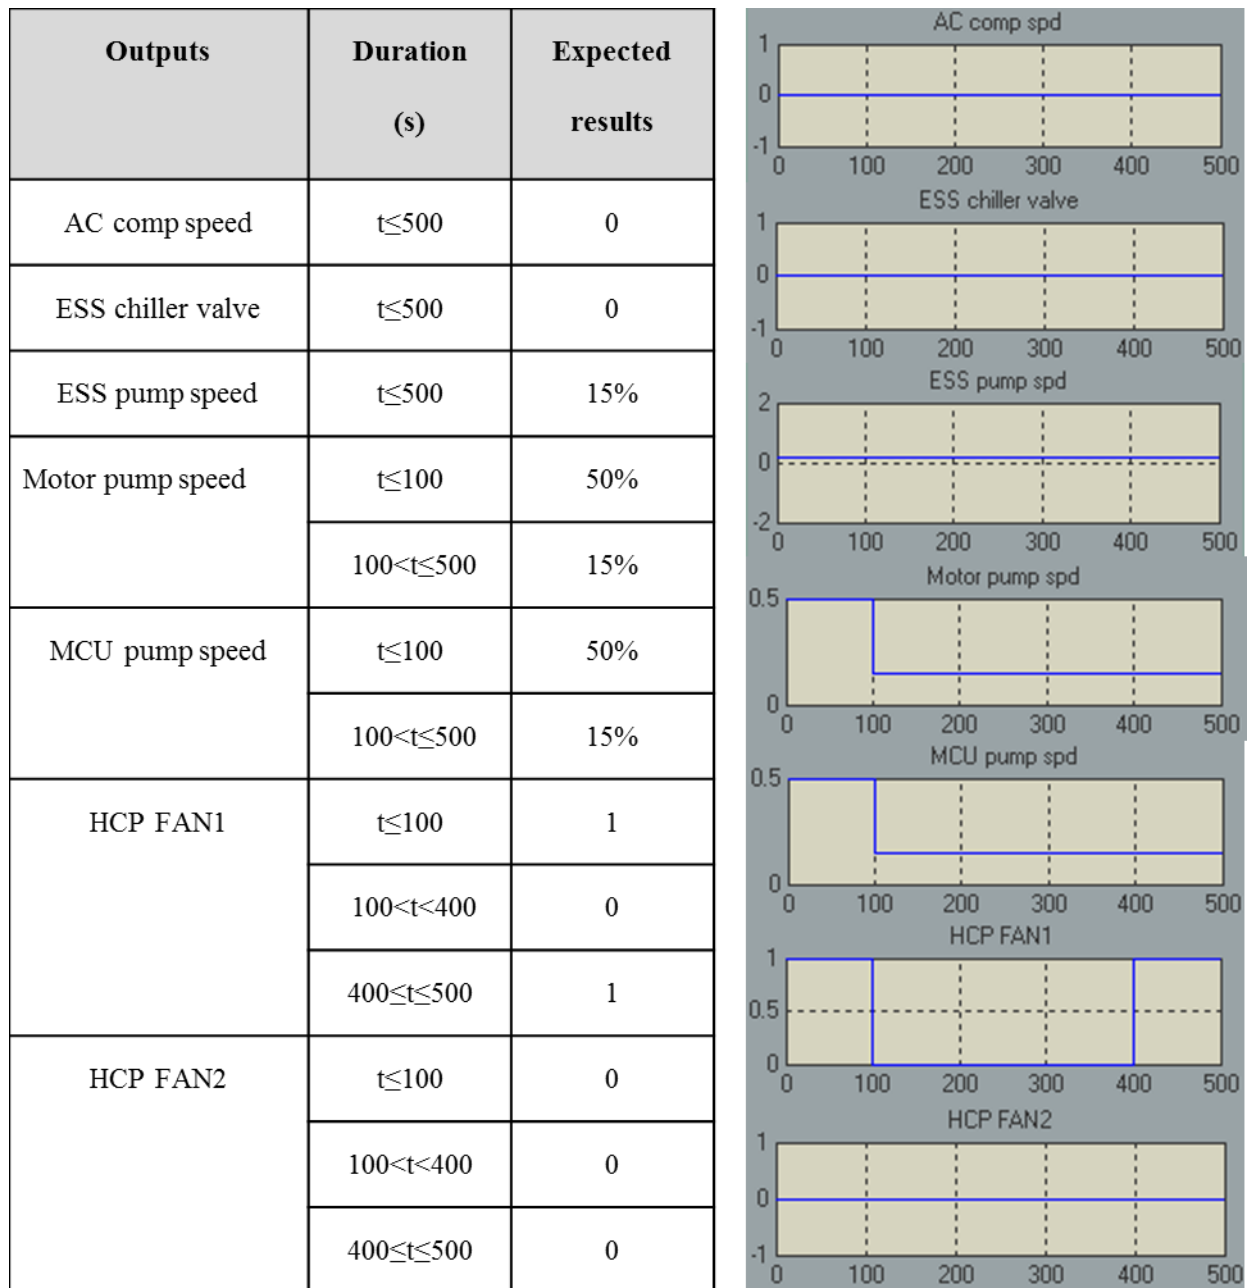 Outputs Duration (s) Expected results
AC comp speed t≤500 0
ESS chiller valve t≤500 0
ESS pump speed t≤500 15%
Motor pump speed t≤100 50%
100<t≤500 15%
MCU pump speed t≤100 50%
100<t≤500 15%
HCP FAN1 t≤100 1
100<t<400 0
400≤t≤500 1
HCP FAN2 t≤100 0
100<t<400 0
400≤t≤500 0
AC comp spd
1
0
-1
0 100 200 300 400 500
ESS chiller valve
1
0
-1
0 100 200 300 400 500
ESS pump spd
2
0
-2
0 100 200 300 400 500
Motor pump spd
0.5
0
0 100 200 300 400 500
MCU pump spd
0.5
0
0 100 200 300 400 500
HCP FAN1
1
0.5
0
0 100 200 300 400 500
HCP FAN2
1
0
-1
0 100 200 300 400 500